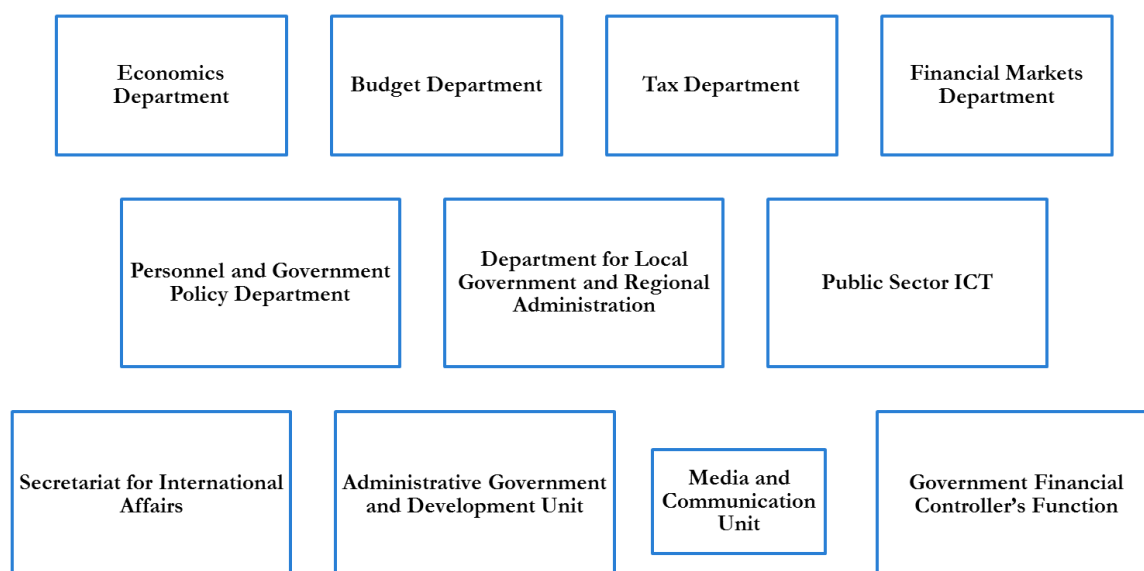 Economics
Department
Budget Department
Tax Department
Financial Markets
Department
Personnel and Government
Policy Department
Department for Local
Government and Regional
Administration
Public Sector ICT
Secretariat for International
Affairs
Administrative Government
and Development Unit
Media and
Communication
Unit
Government Financial
Controller's Function